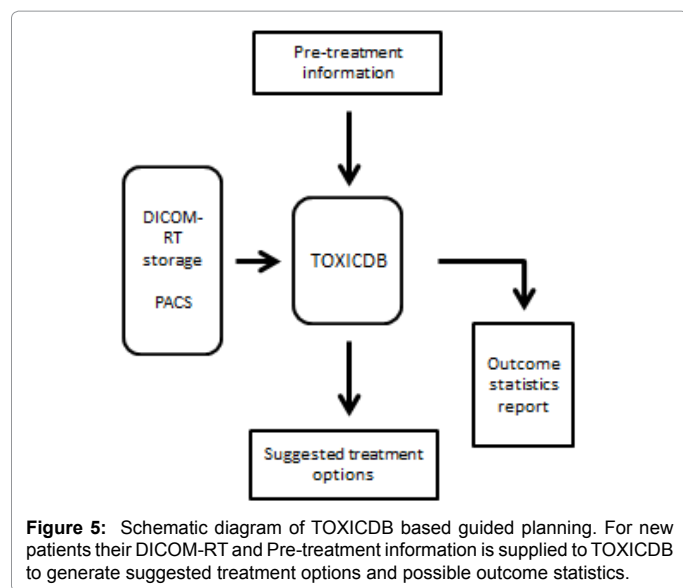 Pre-treatment
information
DICOM-
RT
storage
PACS
TOXICDB
Outcome
statistics
report
Suggested treatment
options
Figure 5: Schematic diagram of TOXICDB based guided planning. For new
patients their DICOM-RT and Pre-treatment information is supplied to TOXICDB
to generate suggested treatment options and possible outcome statistics.